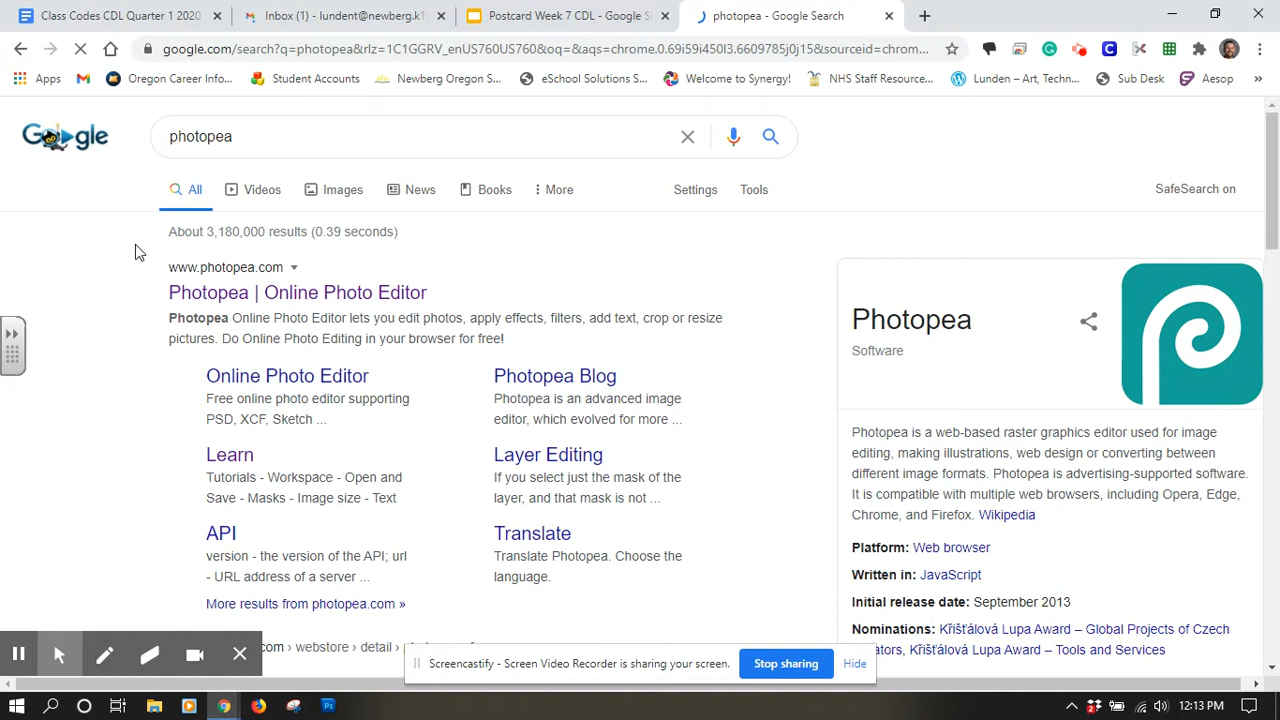 Class Codes CDL Quarter 1 2020
Inbox (1) - lundent@newberg.k1
Postcard Week 7 CDL - Google S
photopea - Google Search
google.com/search?q=photopea&rlz=1C1GGRV_enUS760US760&oq=&aqs=chrome.0.69i59i450l3.6609785j0j15&sourceid=chrom...
Apps
Oregon Career Info...
Student Accounts
Newberg Oregon S...
eSchool Solutions S...
Welcome to Synergy!
NHS Staff Resource...
Lunden – Art, Techn...
Sub Desk
Aesop
»
Google
photopea
All
Videos
Images
News
Books
More
Settings
Tools
SafeSearch on
About 3,180,000 results (0.39 seconds)
www.photopea.com
Photopea | Online Photo Editor
Photopea Online Photo Editor lets you edit photos, apply effects, filters, add text, crop or resize
pictures. Do Online Photo Editing in your browser for free!
Online Photo Editor
Free online photo editor supporting
PSD, XCF, Sketch ...
Photopea Blog
Photopea is an advanced image
editor, which evolved for more ...
Learn
Tutorials - Workspace - Open and
Save - Masks - Image size - Text
Layer Editing
If you select just the mask of the
layer, and that mask is not ...
API
version - the version of the API; url
- URL address of a server ...
Translate
Translate Photopea. Choose the
language.
More results from photopea.com »
com › webstore › detail ›
Photopea
Software
Photopea is a web-based raster graphics editor used for image
editing, making illustrations, web design or converting between
different image formats. Photopea is advertising-supported software.
It is compatible with multiple web browsers, including Opera, Edge,
Chrome, and Firefox. Wikipedia
Platform: Web browser
Written in: JavaScript
Initial release date: September 2013
Nominations: Křišťálová Lupa Award – Global Projects of Czech
ators, Křišťálová Lupa Award – Tools and Services
Screencastify - Screen Video Recorder is sharing your screen.
Stop sharing
Hide
Ps
12:13 PM